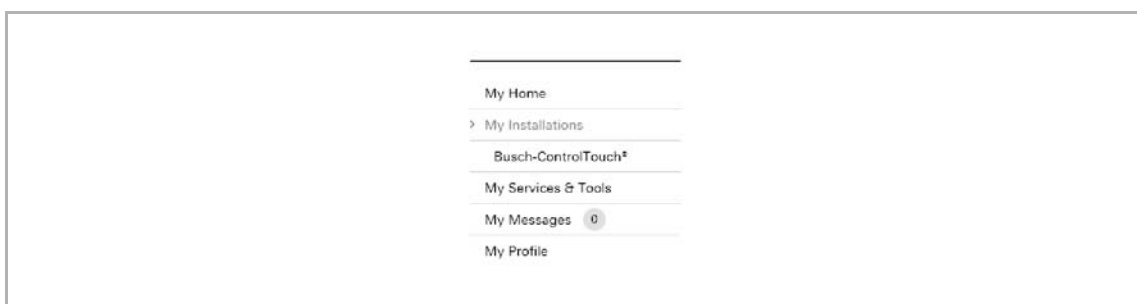 My Home
> My Installations
Busch-ControlTouch®
My Services & Tools
My Messages 0
My Profile